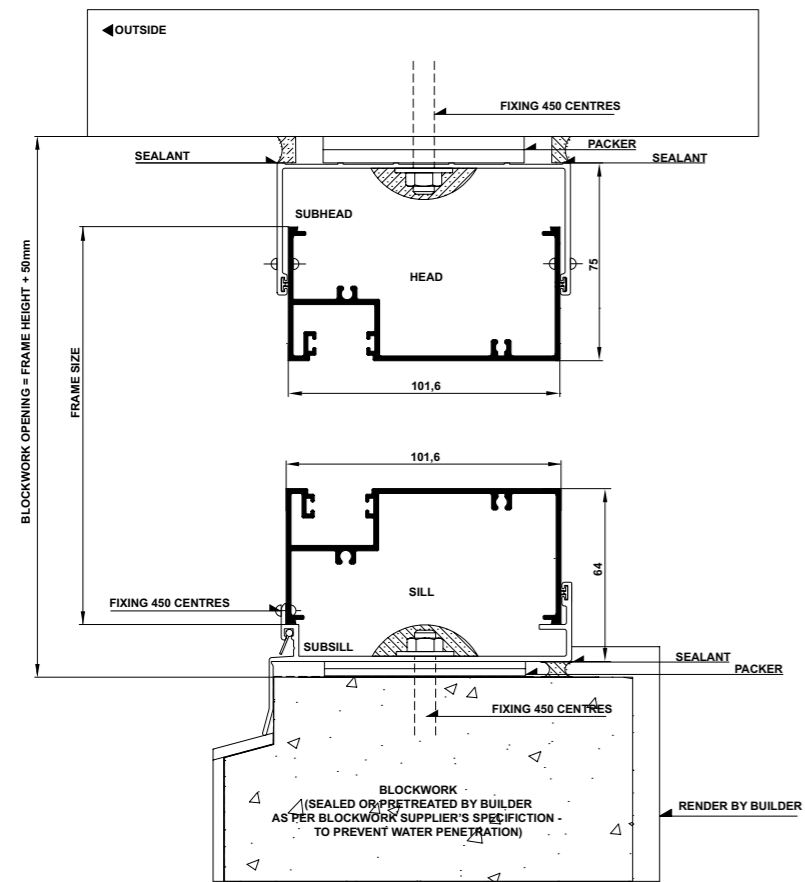 OUTSIDE
FIXING 450 CENTRES
PACKER
SEALANT
SEALANT
SUBHEAD
HEAD
75
BLOCKWORK OPENING = FRAME HEIGHT + 50mm
FRAME SIZE
101,6
101,6
64
SILL
FIXING 450 CENTRES
SUBSILL
SEALANT
PACKER
FIXING 450 CENTRES
BLOCKWORK
(SEALED OR PRETREATED BY BUILDER
AS PER BLOCKWORK SUPPLIER'S SPECIFICTION -
TO PREVENT WATER PENETRATION)
RENDER BY BUILDER